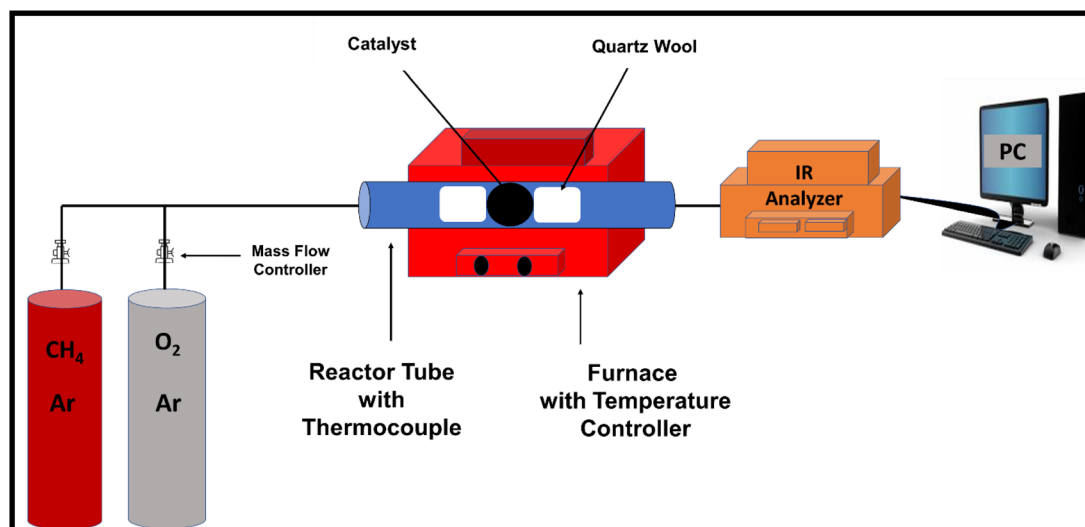 Catalyst
Quartz Wool
PC
IR
Analyzer
Mass Flow
Controller
CH₄
Ar
O₂
Ar
Reactor Tube
with
Thermocouple
Furnace
with Temperature
Controller